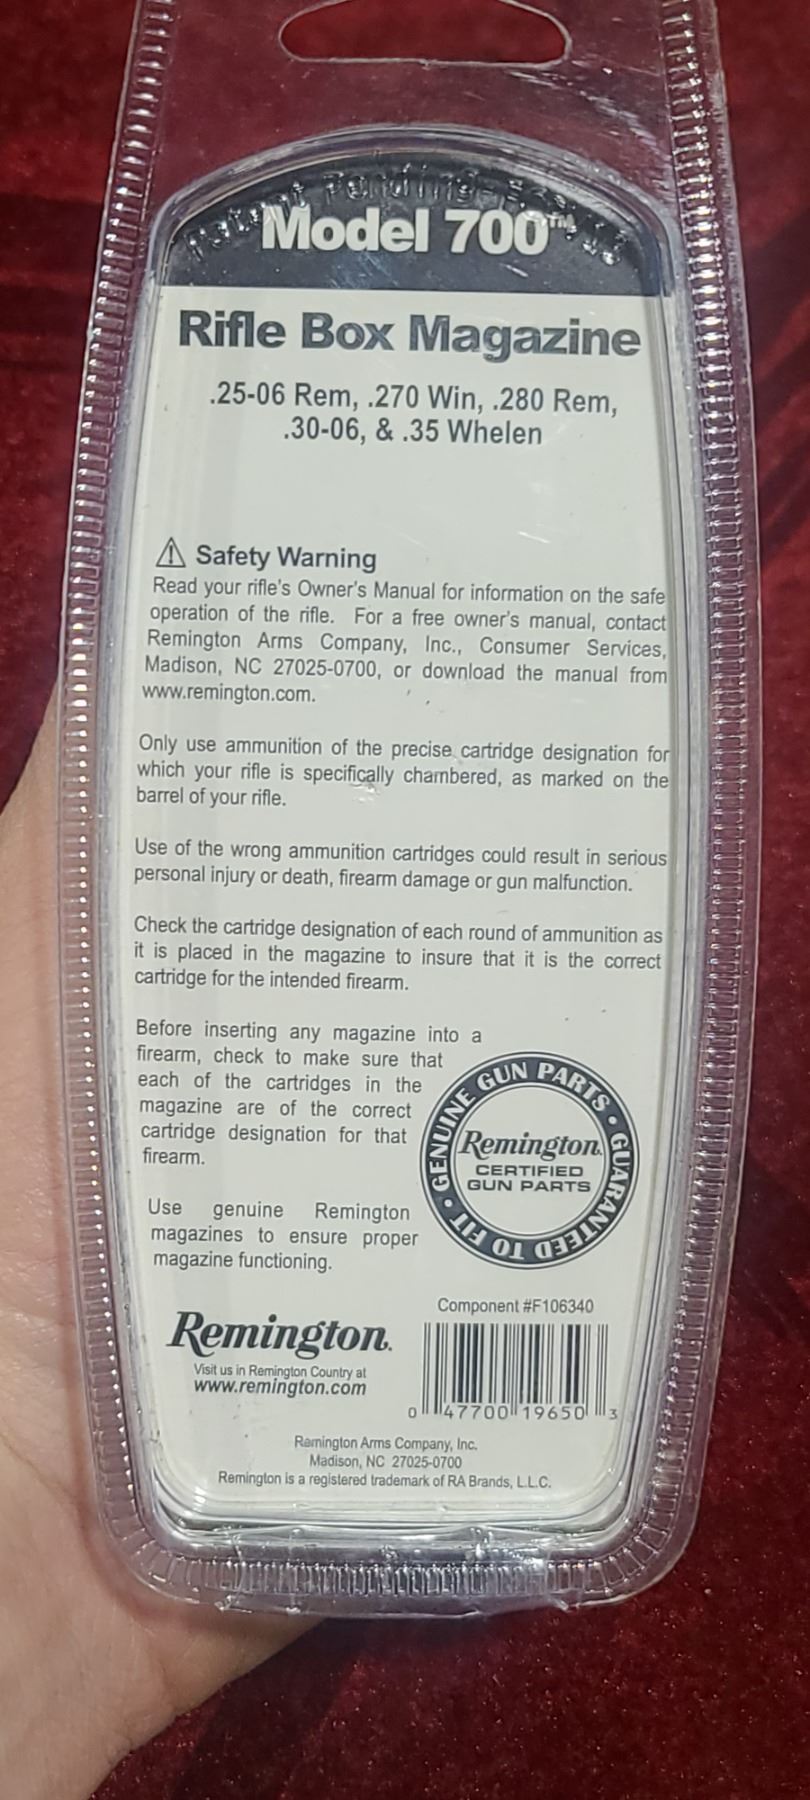 Patent Pending
Model 700™
Rifle Box Magazine
.25-06 Rem, .270 Win, .280 Rem,
.30-06, & .35 Whelen
⚠ Safety Warning
Read your rifle's Owner's Manual for information on the safe
operation of the rifle. For a free owner's manual, contact
Remington Arms Company, Inc., Consumer Services,
Madison, NC 27025-0700, or download the manual from
www.remington.com.
Only use ammunition of the precise cartridge designation for
which your rifle is specifically chambered, as marked on the
barrel of your rifle.
Use of the wrong ammunition cartridges could result in serious
personal injury or death, firearm damage or gun malfunction.
Check the cartridge designation of each round of ammunition as
it is placed in the magazine to insure that it is the correct
cartridge for the intended firearm.
Before inserting any magazine into a
firearm, check to make sure that
each of the cartridges in the
magazine are of the correct
cartridge designation for that
firearm.
Use genuine Remington
magazines to ensure proper
magazine functioning.
GENUINE GUN PARTS • GUARANTEED TO FIT •
Remington.
CERTIFIED
GUN PARTS
Component #F106340
Remington.
Visit us in Remington Country at
www.remington.com
0 47700 19650 3
Remington Arms Company, Inc.
Madison, NC 27025-0700
Remington is a registered trademark of RA Brands, L.L.C.